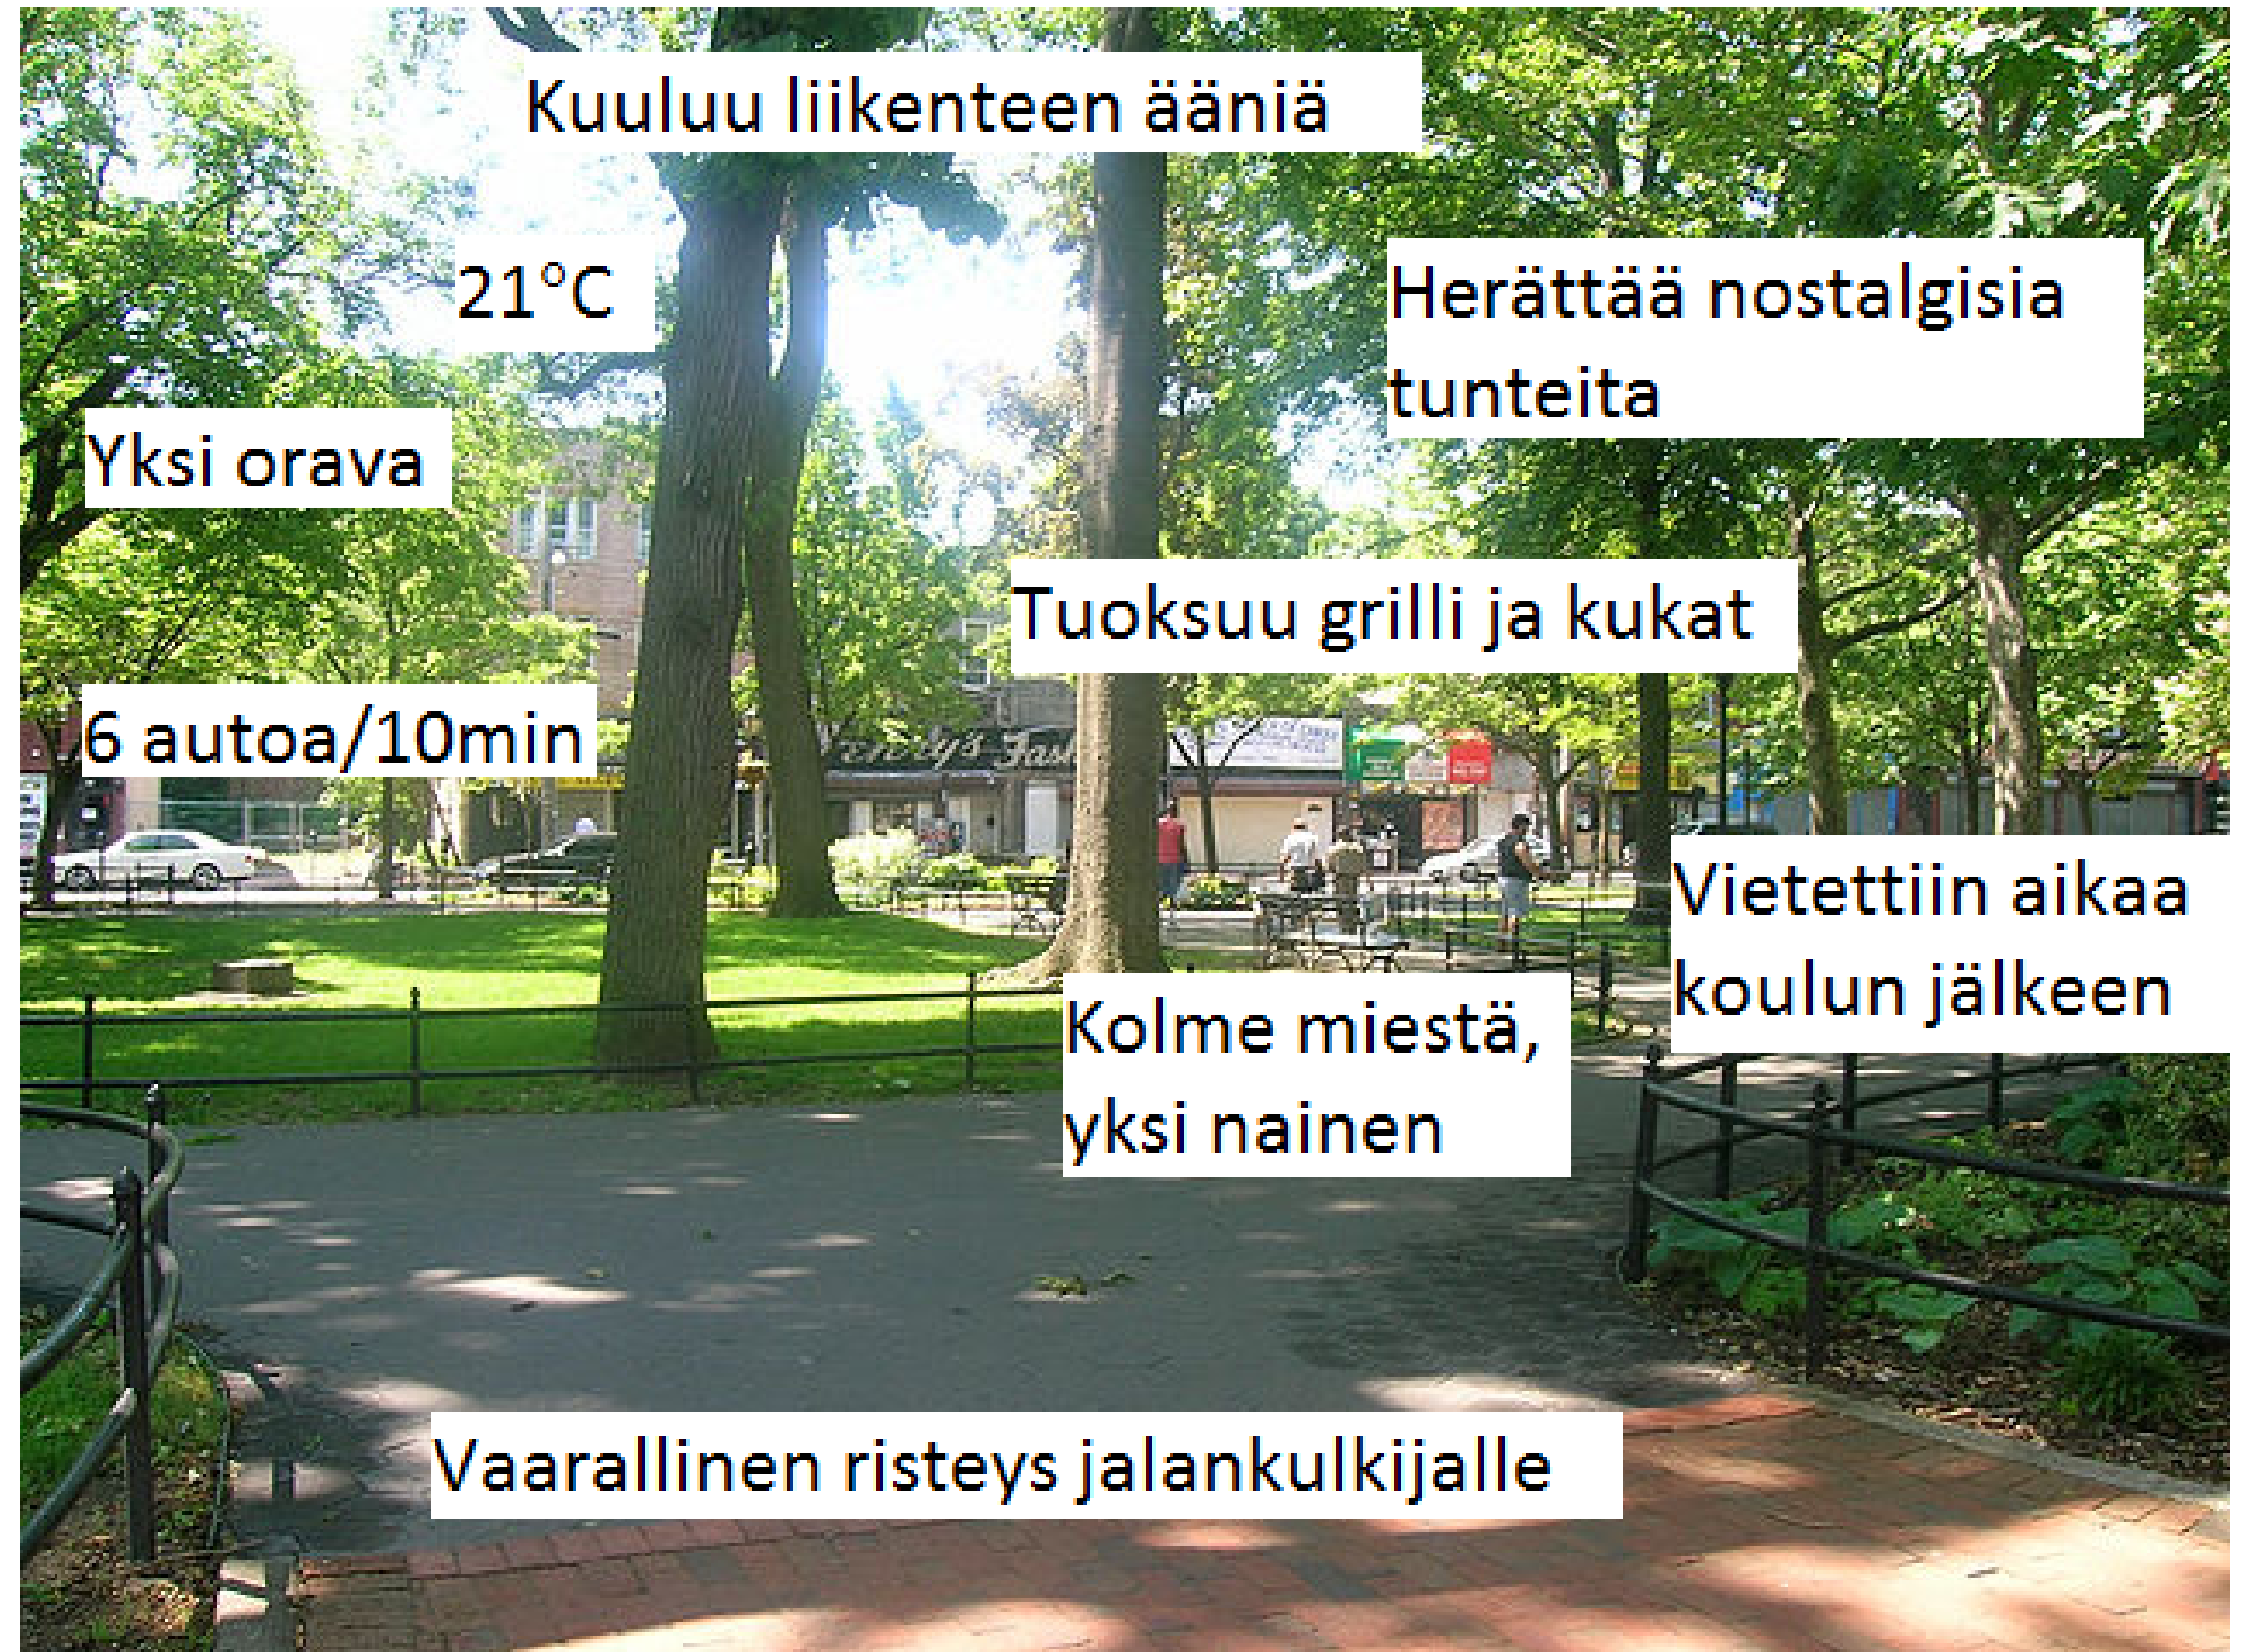 Kuuluu liikenteen ääniä
21°C
Herättää nostalgisia
tunteita
Yksi orava
Tuoksuu grilli ja kukat
6 autoa/10min
Vietettiin aikaa
koulun jälkeen
Kolme miestä,
yksi nainen
Vaarallinen risteys jalankulkijalle